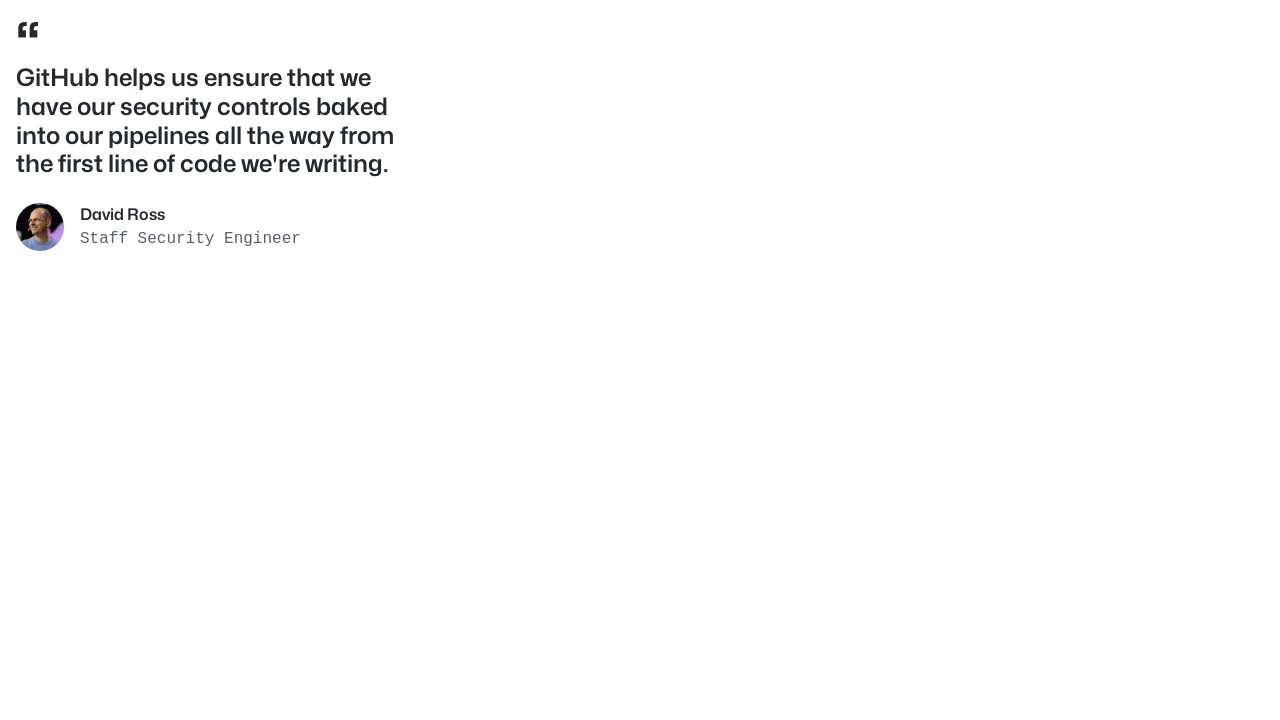 “
GitHub helps us ensure that we
have our security controls baked
into our pipelines all the way from
the first line of code we're writing.
David Ross
Staff Security Engineer